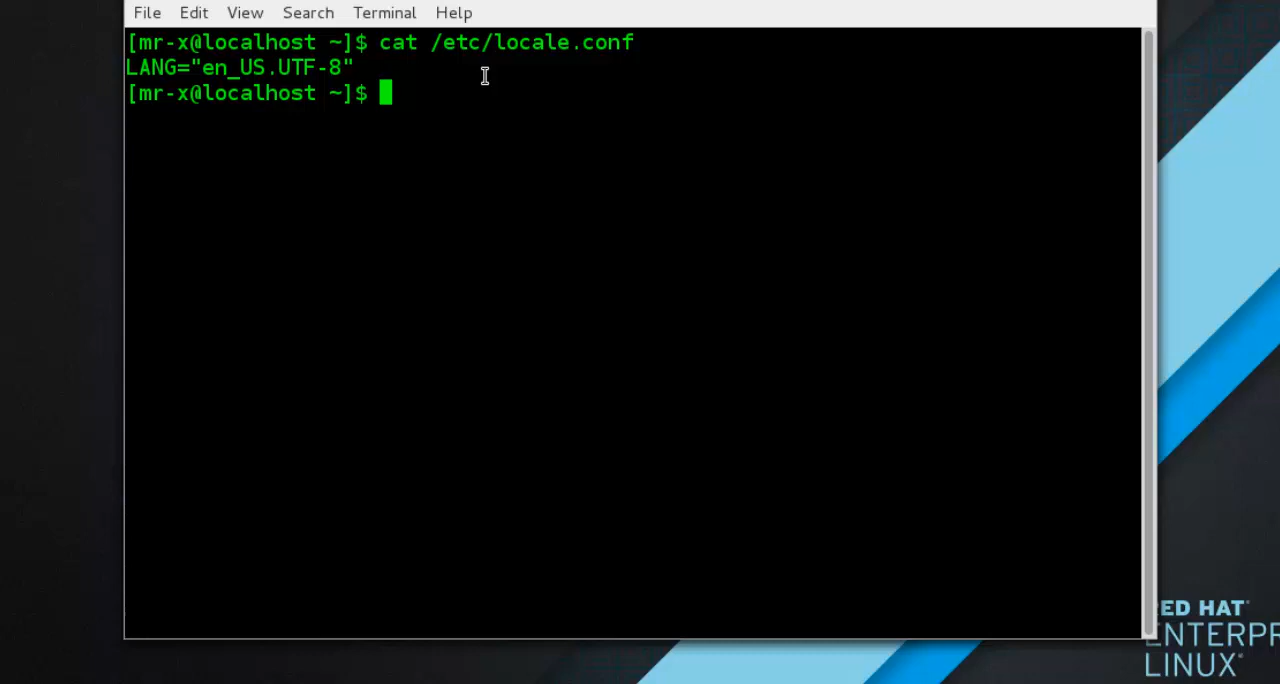 File Edit View Search Terminal Help
[mr-x@localhost ~]$ cat /etc/locale.conf
LANG="en_US.UTF-8"
[mr-x@localhost ~]$
RED HAT
ENTERPR
LINUX